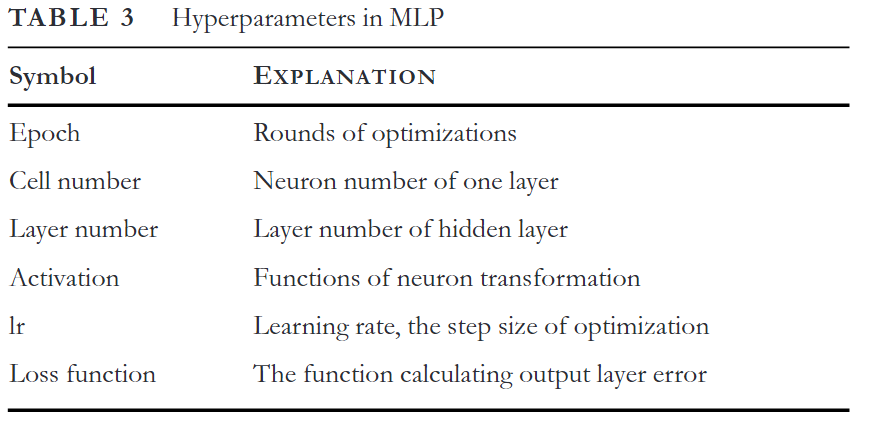 TABLE 3 Hyperparameters in MLP
Symbol EXPLANATION
Epoch Rounds of optimizations
Cell number Neuron number of one layer
Layer number Layer number of hidden layer
Activation Functions of neuron transformation
lr Learning rate, the step size of optimization
Loss function The function calculating output layer error